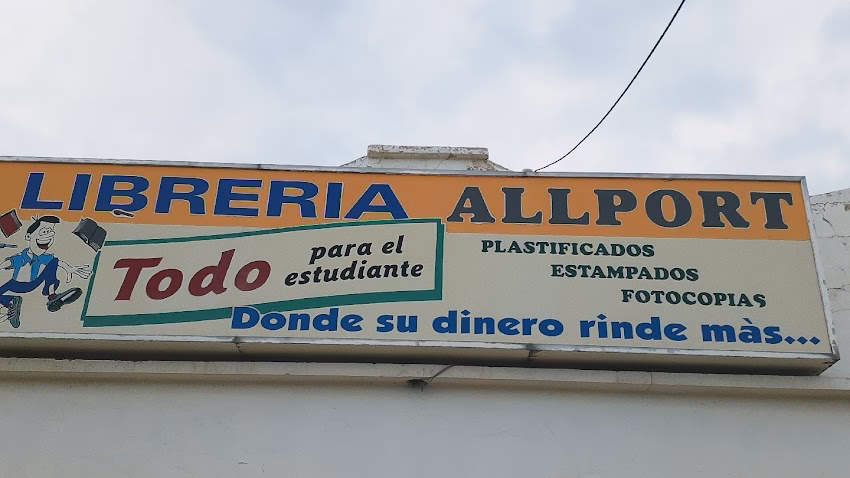 LIBRERIA ALLPORT
Todo para el estudiante
PLASTIFICADOS
ESTAMPADOS
FOTOCOPIAS
Donde su dinero rinde màs...